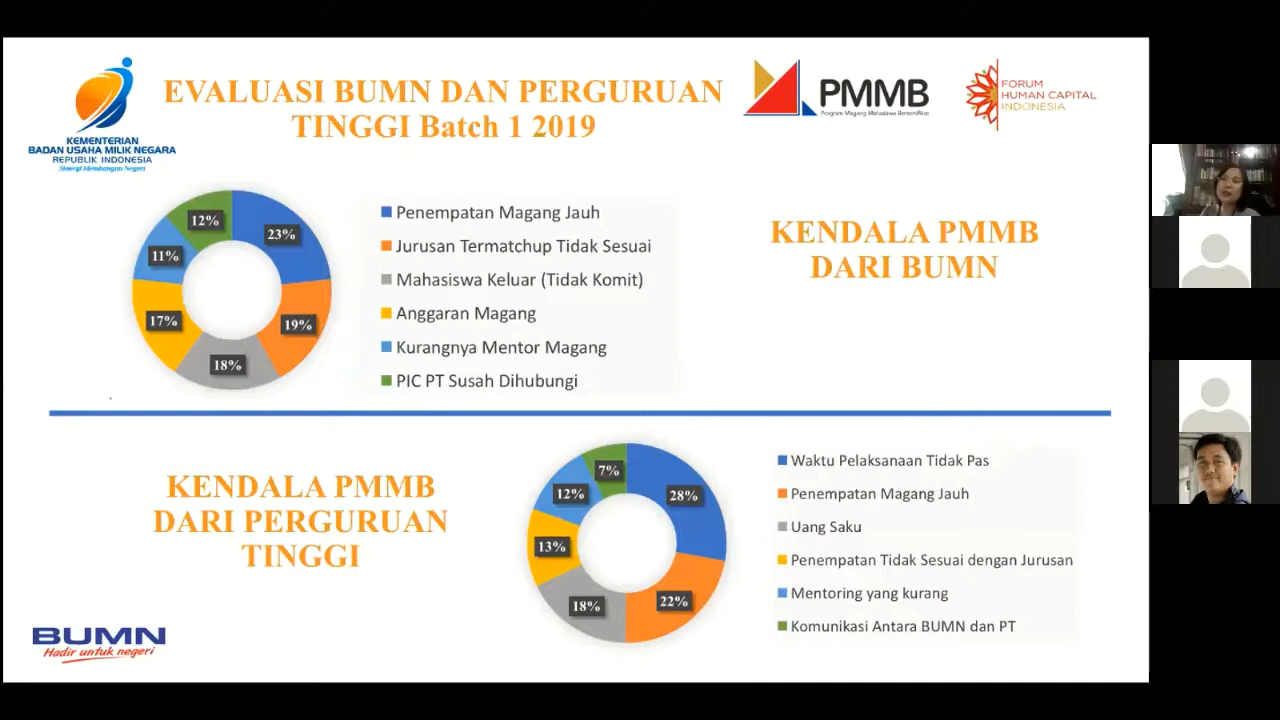 KEMENTERIAN
BADAN USAHA MILIK NEGARA
REPUBLIK INDONESIA
Sinergi Membangun Negeri
EVALUASI BUMN DAN PERGURUAN
TINGGI Batch 1 2019
PMMB
Program Magang Mahasiswa Bersertifikat
FORUM
HUMAN CAPITAL
INDONESIA
12%
23%
11%
17%
19%
18%
Penempatan Magang Jauh
Jurusan Termatchup Tidak Sesuai
Mahasiswa Keluar (Tidak Komit)
Anggaran Magang
Kurangnya Mentor Magang
PIC PT Susah Dihubungi
KENDALA PMMB
DARI BUMN
KENDALA PMMB
DARI PERGURUAN
TINGGI
7%
28%
12%
13%
18%
22%
Waktu Pelaksanaan Tidak Pas
Penempatan Magang Jauh
Uang Saku
Penempatan Tidak Sesuai dengan Jurusan
Mentoring yang kurang
Komunikasi Antara BUMN dan PT
BUMN
Hadir untuk negeri